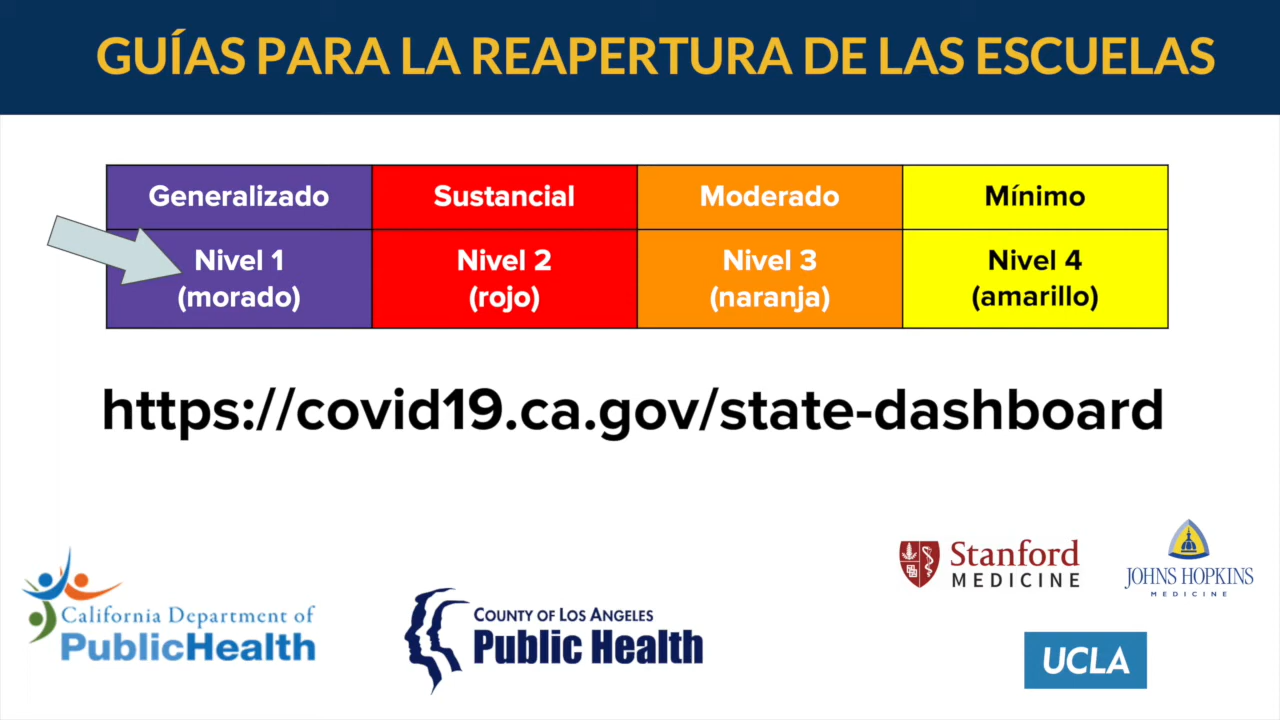 GUÍAS PARA LA REAPERTURA DE LAS ESCUELAS
Generalizado Sustancial Moderado Mínimo
Nivel 1 Nivel 2 Nivel 3 Nivel 4
(morado) (rojo) (naranja) (amarillo)
https://covid19.ca.gov/state-dashboard
California Department of
PublicHealth
COUNTY OF LOS ANGELES
Public Health
Stanford
MEDICINE
JOHNS HOPKINS
MEDICINE
UCLA